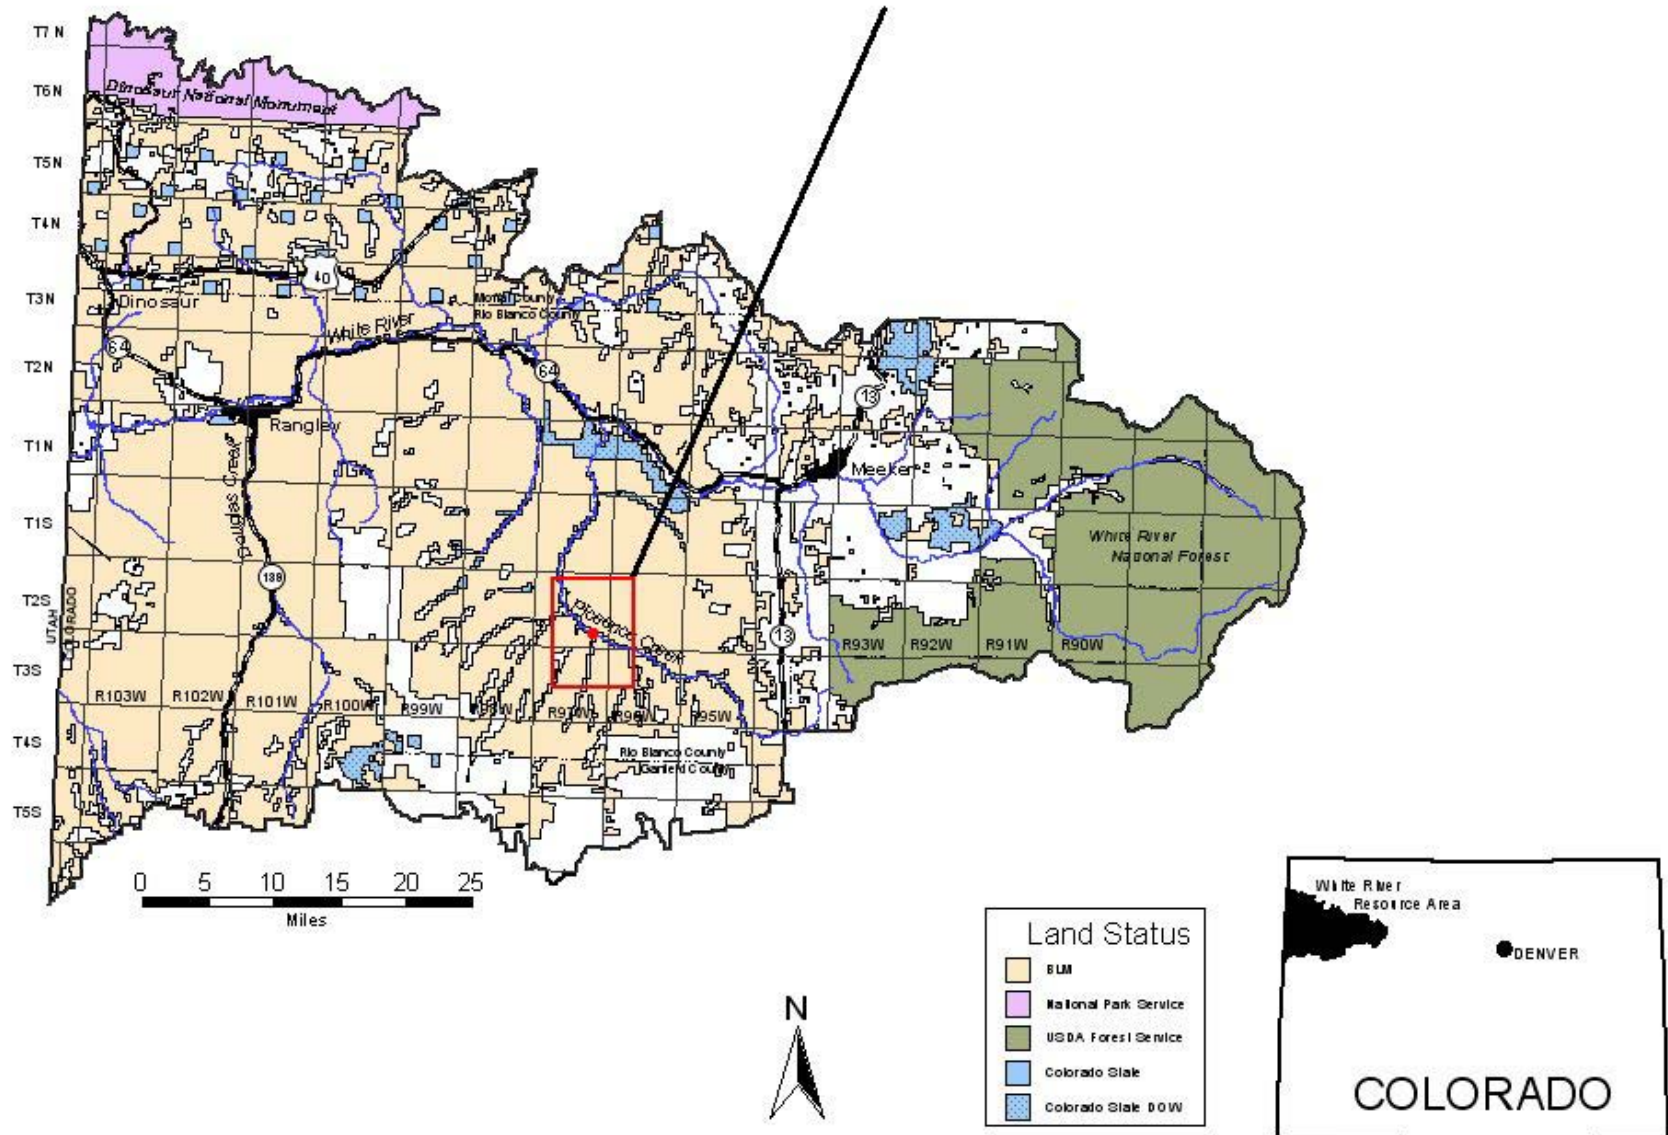 T7 N
T6N
T5N
T4N
T3N
T2N
T1N
T1S
T2S
T3S
T4S
T5S
Dinosaur National Monument
40
Dinosaur
Moffat County
Rio Blanco County
White River
64
64
13
Rangley
Meeker
Douglas Creek
139
White River
National Forest
UTAH
COLORADO
Piceance Creek
13
R93W
R92W
R91W
R90W
R103W
R102W
R101W
R100W
R99W
R98W
R97W
R96W
R95W
Rio Blanco County
Garfield County
0 5 10 15 20 25
Miles
N
Land Status
BLM
National Park Service
USDA Forest Service
Colorado State
Colorado State DOW
White River
Resource Area
DENVER
COLORADO